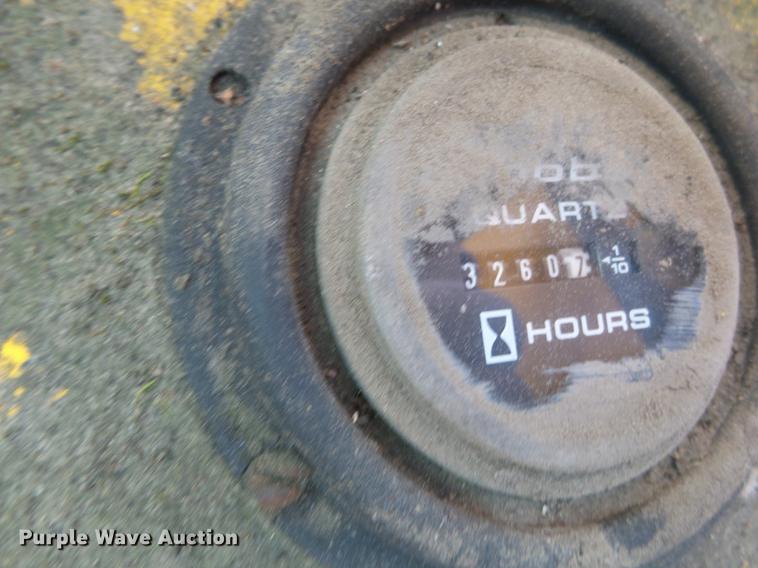 QUARTZ
3260
1/10
HOURS
Purple Wave Auction